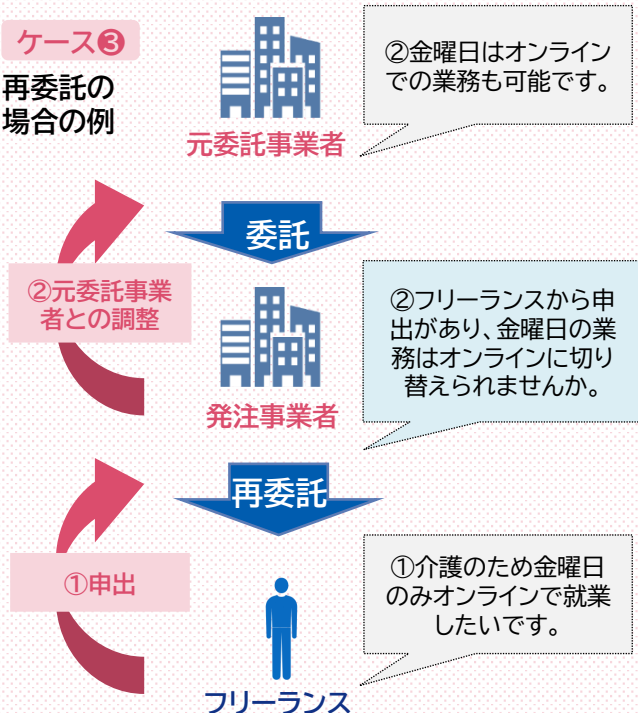 ケース❸
再委託の
場合の例
元委託事業者
②金曜日はオンライン
での業務も可能です。
委託
②元委託事業
者との調整
発注事業者
②フリーランスから申
出があり、金曜日の業
務はオンラインに切り
替えられませんか。
再委託
①申出
フリーランス
①介護のため金曜日
のみオンラインで就業
したいです。